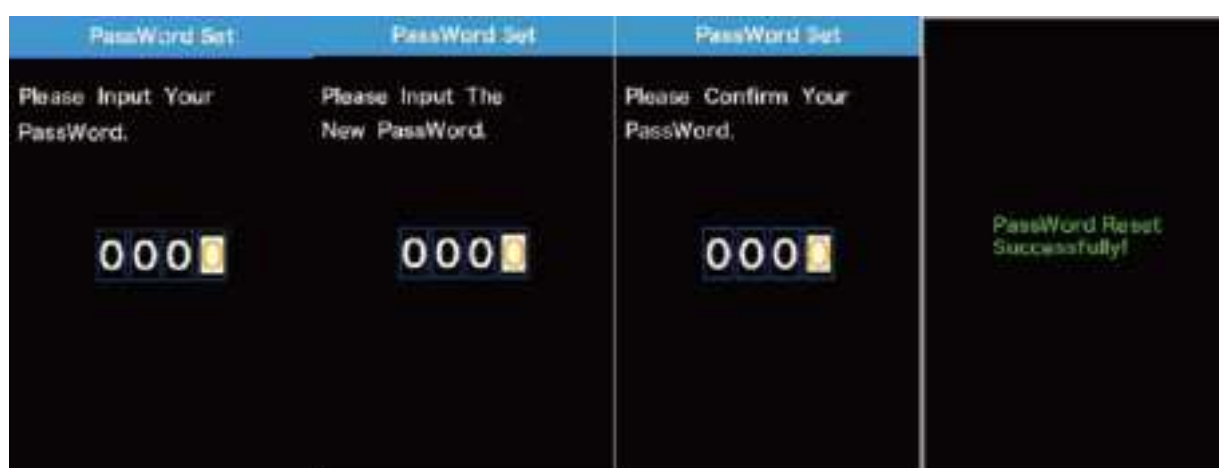 PassWord Set
Please Input Your
PassWord.
0000
PassWord Set
Please Input The
New PassWord.
0000
PassWord Set
Please Confirm Your
PassWord.
0000
PassWord Reset
Successfully!